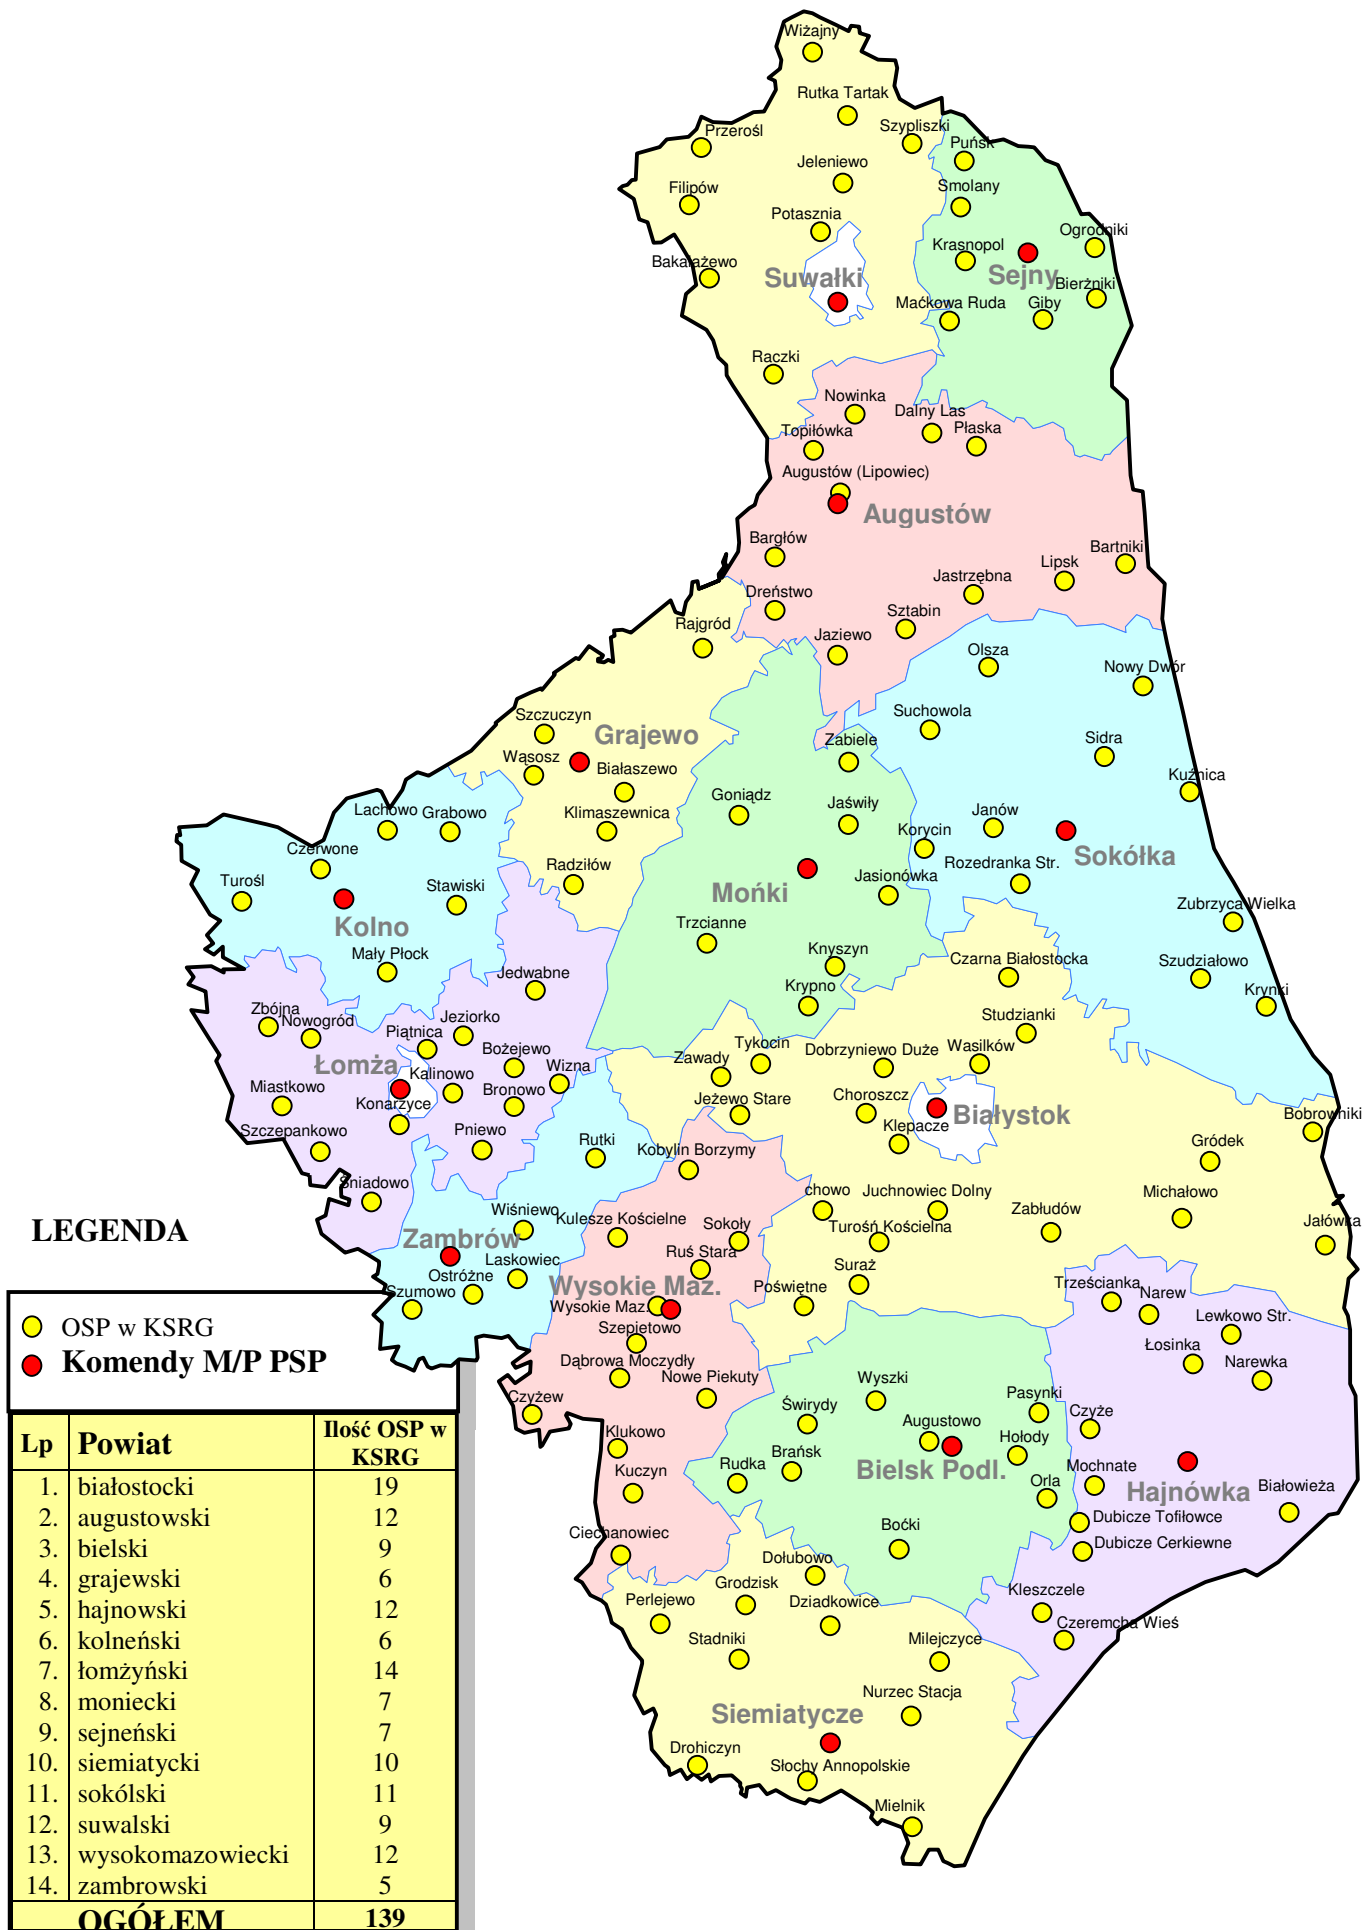 Wiżajny
Rutka Tartak
Przerośl
Szypliszki
Puńsk
Jeleniewo
Filipów
Smolany
Potasznia
Ogrodniki
Krasnopol
Bakałażewo
Suwałki
Sejny
Bierżniki
Maćkowa Ruda
Giby
Raczki
Nowinka
Dalny Las
Topiłówka
Płaska
Augustów (Lipowiec)
Augustów
Bargłów
Bartniki
Lipsk
Jastrzębna
Dreństwo
Sztabin
Rajgród
Jaziewo
Olsza
Nowy Dwór
Szczuczyn
Suchowola
Grajewo
Sidra
Wąsosz
Zabiele
Białaszewo
Kuźnica
Goniądz
Jaświły
Janów
Lachowo
Grabowo
Klimaszewnica
Korycin
Sokółka
Czerwone
Radziłów
Rozedranka Str.
Turośl
Stawiski
Mońki
Jasionówka
Kolno
Zubrzyca Wielka
Trzcianne
Mały Płock
Jedwabne
Knyszyn
Czarna Białostocka
Szudziałowo
Krypno
Krynki
Zbójna
Nowogród
Piątnica
Jeziorko
Studzianki
Bożejewo
Tykocin
Dobrzyniewo Duże
Wasilków
Łomża
Kalinowo
Wizna
Zawady
Miastkowo
Konarzyce
Bronowo
Jeżewo Stare
Choroszcz
Białystok
Bobrowniki
Szczepankowo
Pniewo
Rutki
Klepacze
Gródek
Kobylin Borzymy
Śniadowo
chowo
Juchnowiec Dolny
Michałowo
LEGENDA
Wiśniewo
Kulesze Kościelne
Sokoły
Turośń Kościelna
Zabłudów
Jałówka
Zambrów
Ruś Stara
Laskowiec
Suraż
Ostróżne
Szumowo
Wysokie Maz.
Poświętne
Trześcianka
Narew
Wysokie Maz.
Lewkowo Str.
OSP w KSRG
Szepietowo
Łosinka
Komendy M/P PSP
Dąbrowa Moczydły
Narewka
Nowe Piekuty
Wyszki
Pasynki
Czyżew
Świrydy
Augustowo
Czyże
Klukowo
Brańsk
Hołody
Rudka
Bielsk Podl.
Mochnate
Kuczyn
Orla
Hajnówka
Białowieża
Dubicze Tofiłowce
Ciechanowiec
Boćki
Dubicze Cerkiewne
Dołubowo
Grodzisk
Kleszczele
Perlejewo
Dziadkowice
Czeremcha Wieś
Stadniki
Milejczyce
Nurzec Stacja
Siemiatycze
Drohiczyn
Słochy Annopolskie
Mielnik
Lp Powiat Ilość OSP w KSRG
1. białostocki 19
2. augustowski 12
3. bielski 9
4. grajewski 6
5. hajnowski 12
6. kolneński 6
7. łomżyński 14
8. moniecki 7
9. sejneński 7
10. siemiatycki 10
11. sokólski 11
12. suwalski 9
13. wysokomazowiecki 12
14. zambrowski 5
OGÓŁEM 139